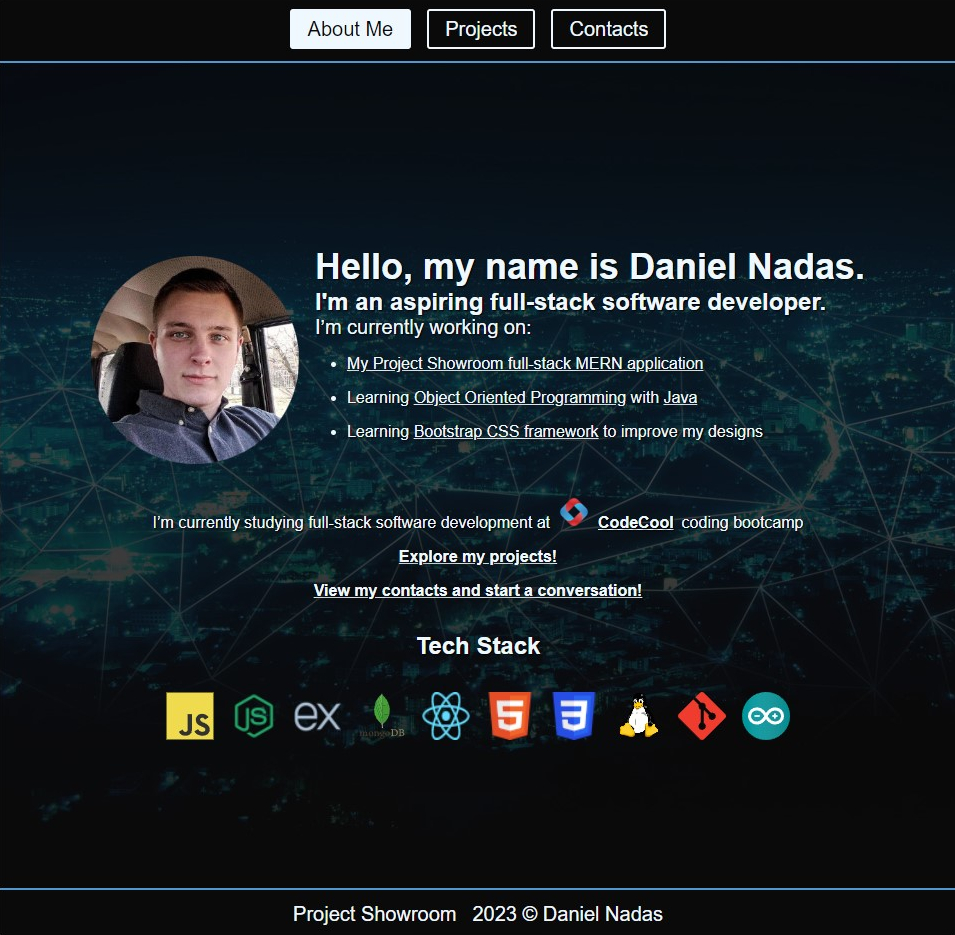 About Me Projects Contacts
Hello, my name is Daniel Nadas.
I'm an aspiring full-stack software developer.
I'm currently working on:
• My Project Showroom full-stack MERN application
• Learning Object Oriented Programming with Java
• Learning Bootstrap CSS framework to improve my designs
I'm currently studying full-stack software development at CodeCool coding bootcamp
Explore my projects!
View my contacts and start a conversation!
Tech Stack
JS JS ex mongoDB 5 3
Project Showroom 2023 © Daniel Nadas